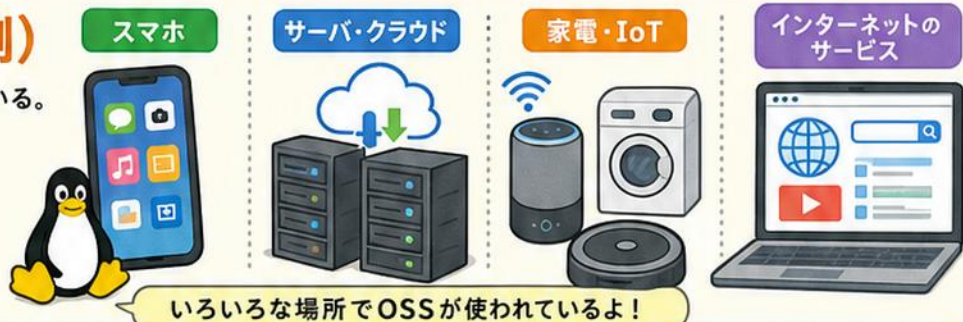 例)
いる。
スマホ
サーバ・クラウド
家電・IoT
インターネットの
サービス
いろいろな場所でOSSが使われているよ!